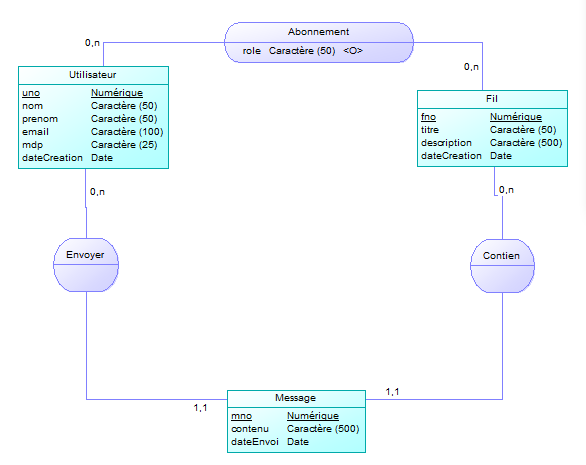 Abonnement
role Caractère (50) <O>
0,n
0,n
Utilisateur
uno Numérique
nom Caractère (50)
prenom Caractère (50)
email Caractère (100)
mdp Caractère (25)
dateCreation Date
Fil
fno Numérique
titre Caractère (50)
description Caractère (500)
dateCreation Date
0,n
0,n
Envoyer
Contien
1,1
1,1
Message
mno Numérique
contenu Caractère (500)
dateEnvoi Date